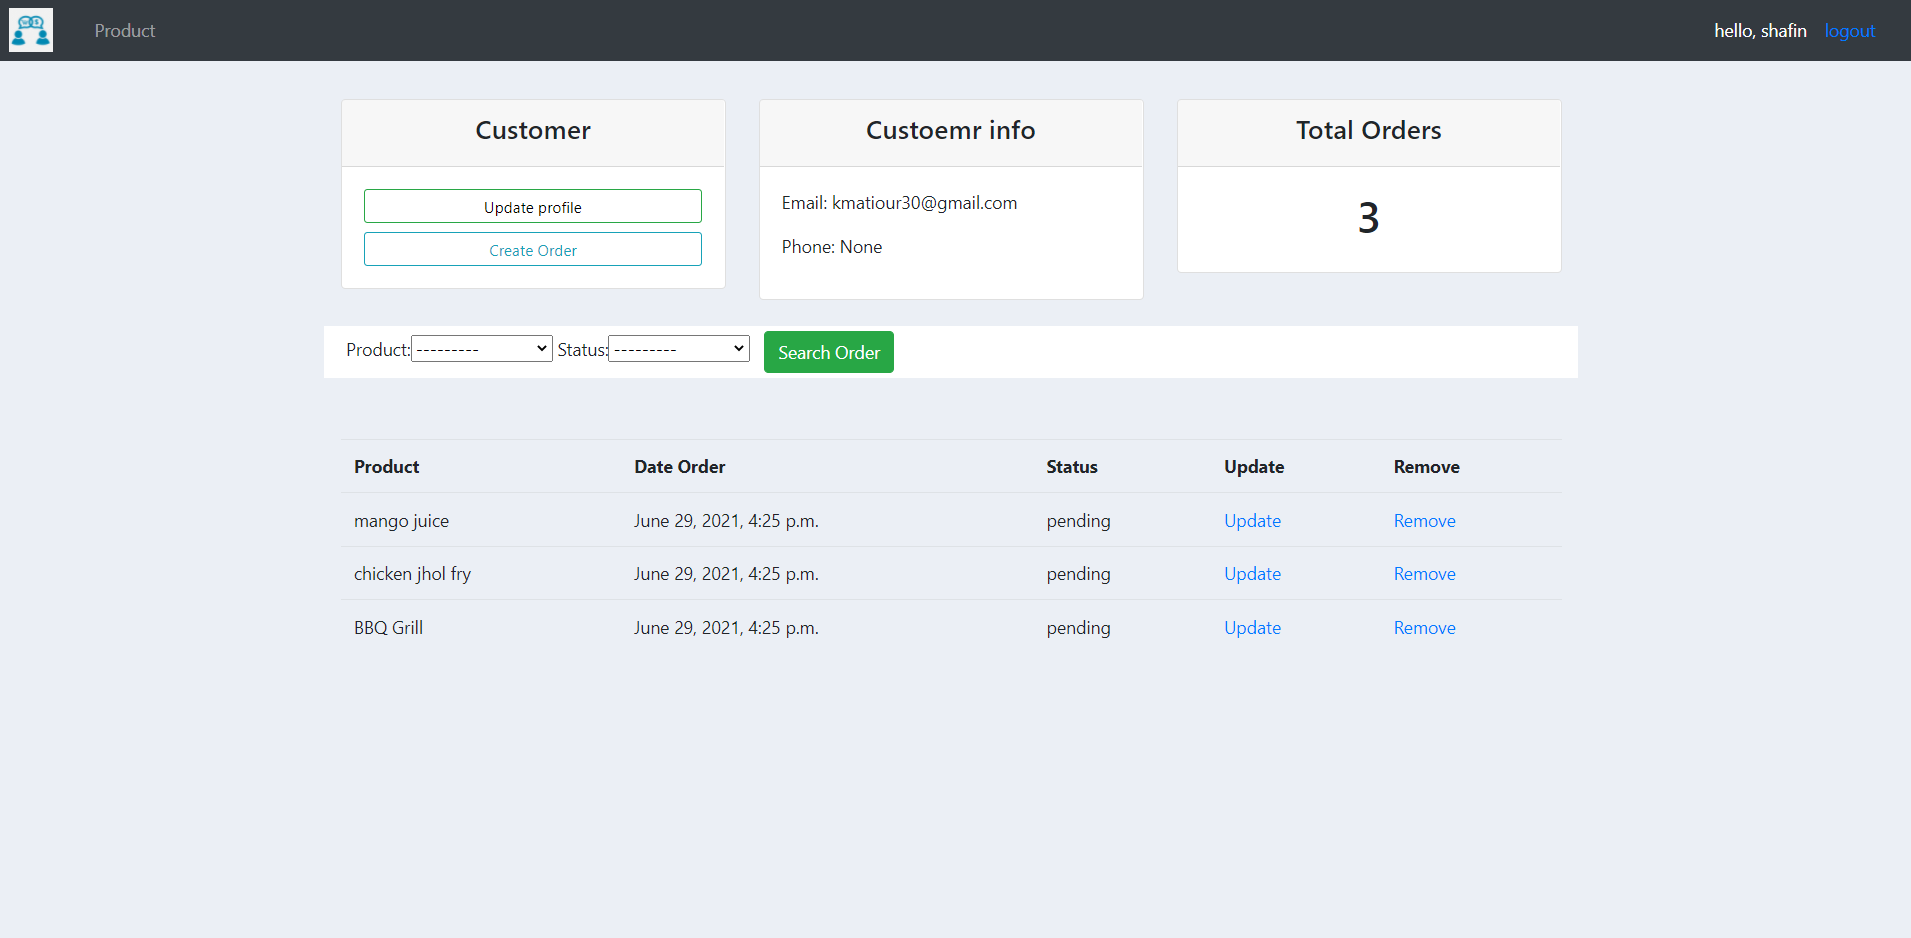 Product
hello, shafin logout
Customer
Update profile
Create Order
Custoemr info
Email: kmatiour30@gmail.com
Phone: None
Total Orders
3
Product: --------- Status: --------- Search Order
Product Date Order Status Update Remove
mango juice June 29, 2021, 4:25 p.m. pending Update Remove
chicken jhol fry June 29, 2021, 4:25 p.m. pending Update Remove
BBQ Grill June 29, 2021, 4:25 p.m. pending Update Remove